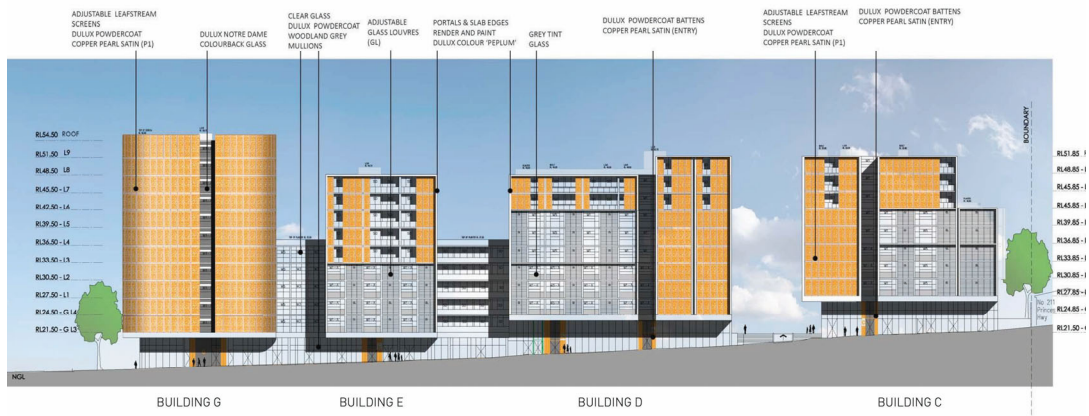 ADJUSTABLE LEAFSTREAM
SCREENS
DULUX POWDERCOAT
COPPER PEARL SATIN (P1)
DULUX NOTRE DAME
COLOURBACK GLASS
CLEAR GLASS
DULUX POWDERCOAT
WOODLAND GREY
MULLIONS
ADJUSTABLE
GLASS LOUVRES
(GL)
PORTALS & SLAB EDGES
RENDER AND PAINT
DULUX COLOUR 'PEPLUM'
GREY TINT
GLASS
DULUX POWDERCOAT BATTENS
COPPER PEARL SATIN (ENTRY)
ADJUSTABLE LEAFSTREAM
SCREENS
DULUX POWDERCOAT
COPPER PEARL SATIN (P1)
DULUX POWDERCOAT BATTENS
COPPER PEARL SATIN (ENTRY)
BOUNDARY
RL54.50 ROOF
RL51.50 L9
RL48.50 L8
RL45.50 - L7
RL42.50 - L6
RL39.50 - L5
RL36.50 - L4
RL33.50 - L3
RL30.50 - L2
RL27.50 - L1
RL24.50 - G L4
RL21.50 - G L3
RL51.85
RL48.85 -
RL45.85 -
RL45.85 -
RL39.85 -
RL36.85 -
RL33.85 -
RL30.85 -
RL27.85 -
RL24.85 -
RL21.50 -
No. 211
Princes
Hwy
NGL
BUILDING G
BUILDING E
BUILDING D
BUILDING C